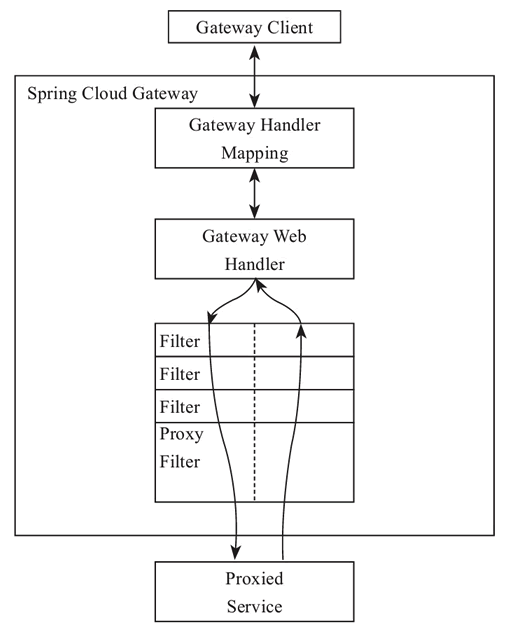 Gateway Client
Spring Cloud Gateway
Gateway Handler
Mapping
Gateway Web
Handler
Filter
Filter
Filter
Proxy
Filter
Proxied
Service